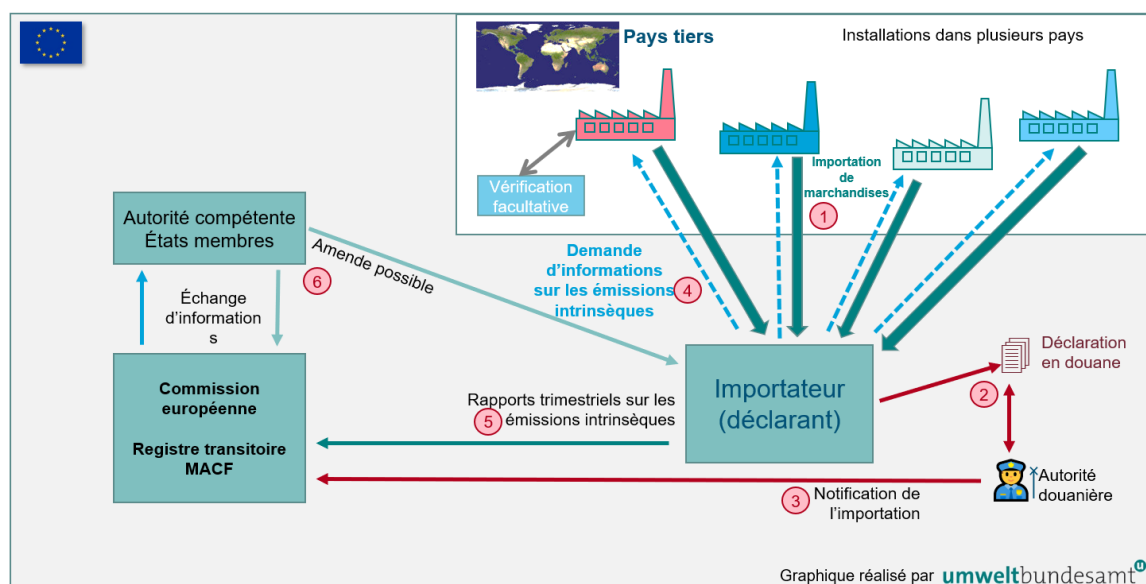 Pays tiers
Installations dans plusieurs pays
Importation
de
marchandises
1
Vérification
facultative
Autorité compétente
États membres
Amende possible
6
Demande
d’informations
sur les émissions
intrinsèques
4
Échange
d’information
s
Commission
européenne
Registre transitoire
MACF
Rapports trimestriels sur les
émissions intrinsèques
5
Importateur
(déclarant)
Déclaration
en douane
2
Autorité
douanière
3
Notification de
l’importation
Graphique réalisé par umweltbundesamt